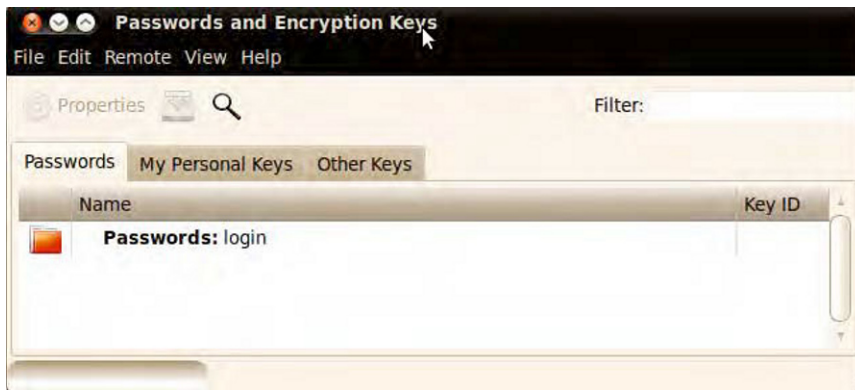 Passwords and Encryption Keys
File Edit Remote View Help
Properties Filter:
Passwords My Personal Keys Other Keys
Name Key ID
Passwords: login